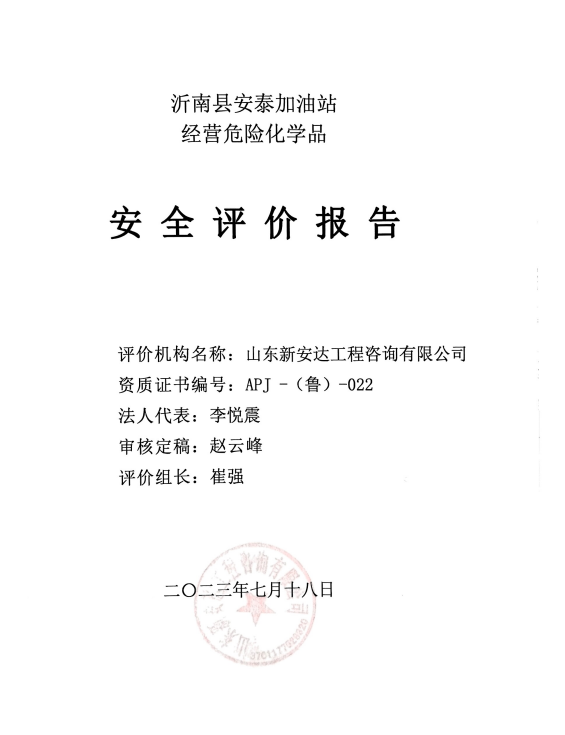 沂南县安泰加油站
经营危险化学品
安全评价报告
评价机构名称：山东新安达工程咨询有限公司
资质证书编号：APJ -（鲁）-022
法人代表：李悦震
审核定稿：赵云峰
评价组长：崔强
二〇二三年七月十八日